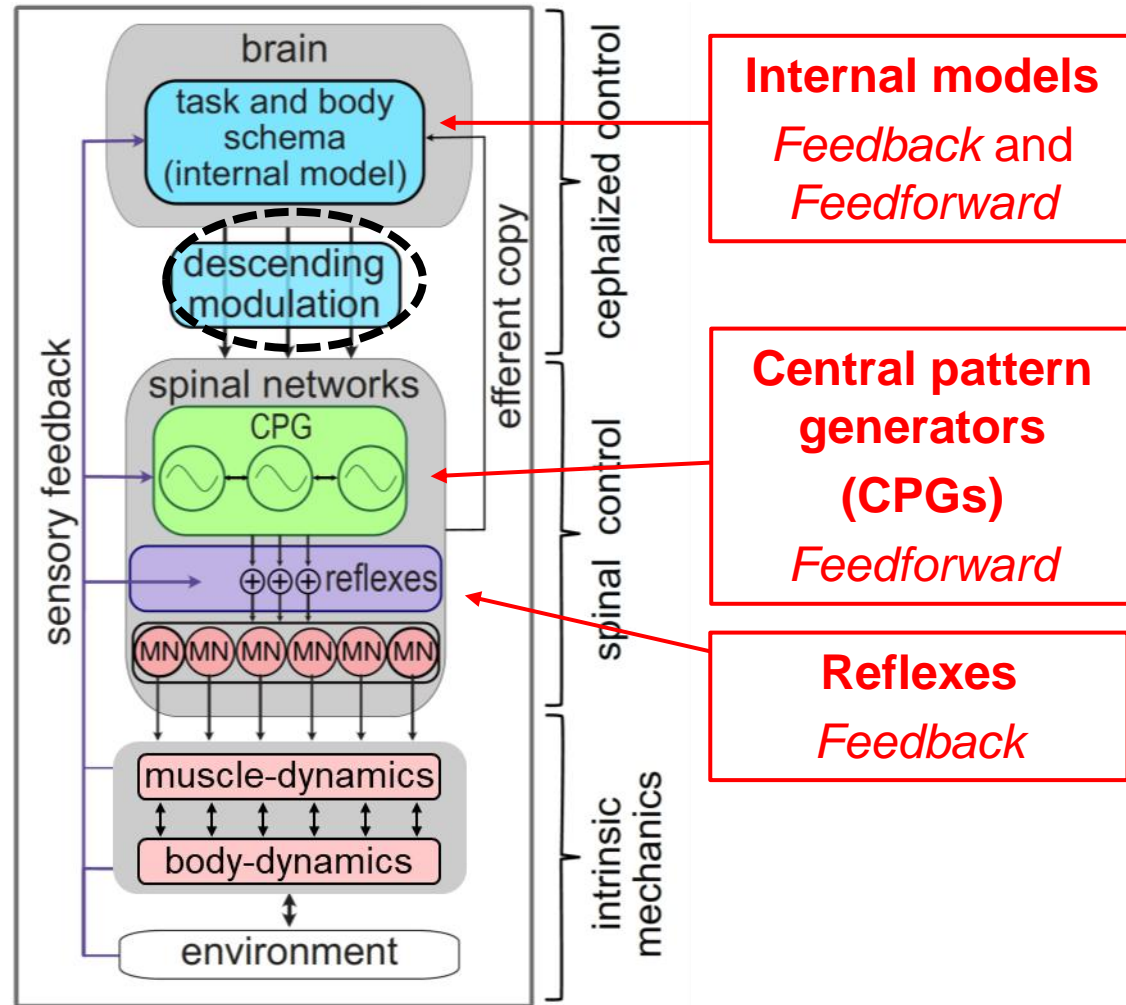 brain
task and body
schema
(internal model)
descending
modulation
spinal networks
CPG
+ + + reflexes
MN MN MN MN MN MN
muscle-dynamics
body-dynamics
environment
sensory feedback
efferent copy
cephalized control
spinal control
intrinsic
mechanics
Internal models
Feedback and
Feedforward
Central pattern
generators
(CPGs)
Feedforward
Reflexes
Feedback